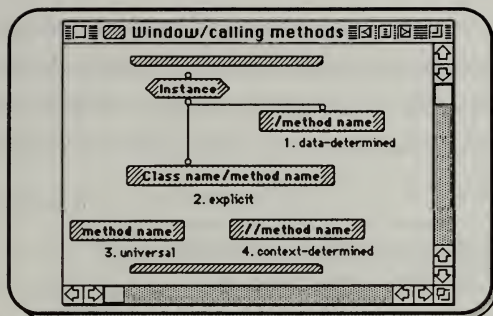 Window/calling methods
Instance
/method name
1. data-determined
Class name/method name
2. explicit
method name
//method name
3. universal
4. context-determined